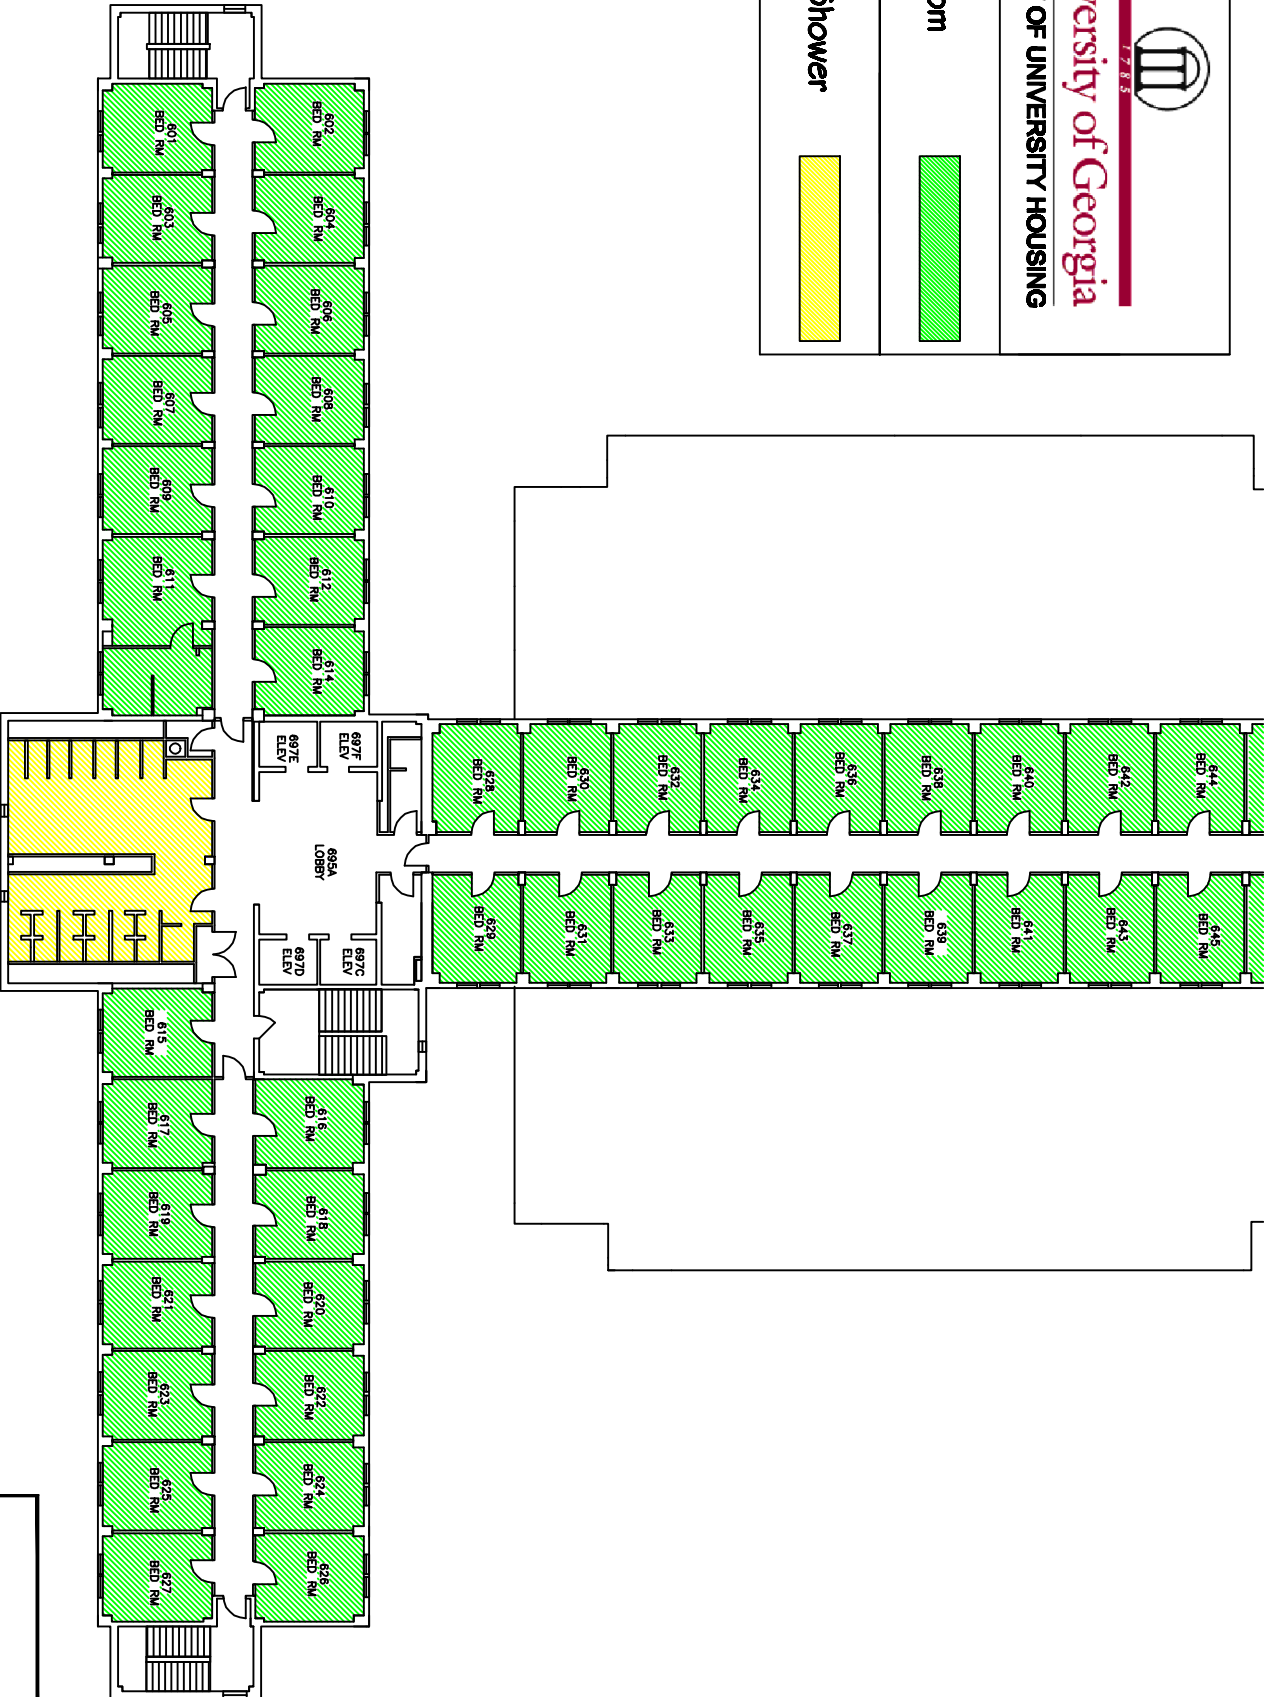 1785
versity of Georgia
OF UNIVERSITY HOUSING
om
Shower
601
BED RM
602
BED RM
603
BED RM
604
BED RM
605
BED RM
606
BED RM
607
BED RM
608
BED RM
609
BED RM
610
BED RM
611
BED RM
612
BED RM
614
BED RM
697E
ELEV
697F
ELEV
695A
LOBBY
697D
ELEV
697C
ELEV
628
BED RM
630
BED RM
632
BED RM
634
BED RM
636
BED RM
638
BED RM
640
BED RM
642
BED RM
644
BED RM
629
BED RM
631
BED RM
633
BED RM
635
BED RM
637
BED RM
639
BED RM
641
BED RM
643
BED RM
645
BED RM
615
BED RM
616
BED RM
617
BED RM
618
BED RM
619
BED RM
620
BED RM
621
BED RM
622
BED RM
623
BED RM
624
BED RM
625
BED RM
626
BED RM
627
BED RM